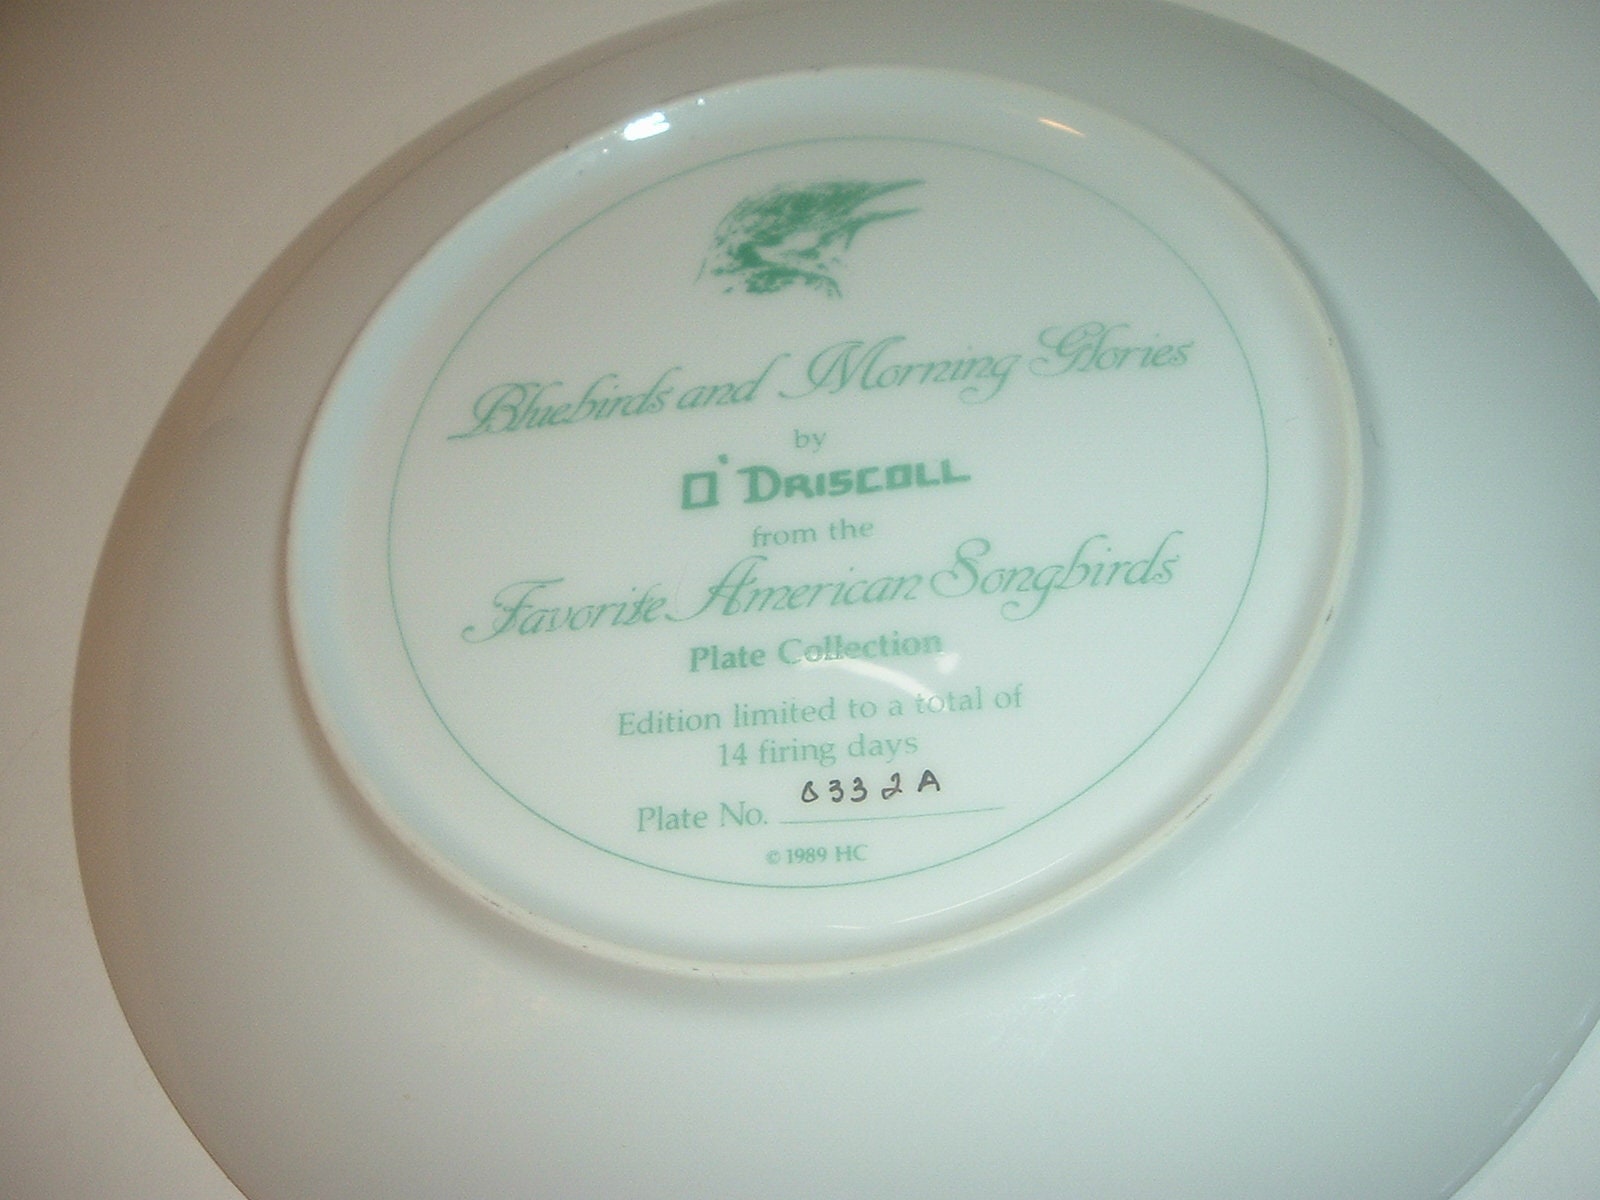 Bluebirds and Morning Glories
by
O'DRISCOLL
from the
Favorite American Songbirds
Plate Collection
Edition limited to a total of
14 firing days
Plate No. 0332A
© 1989 HC